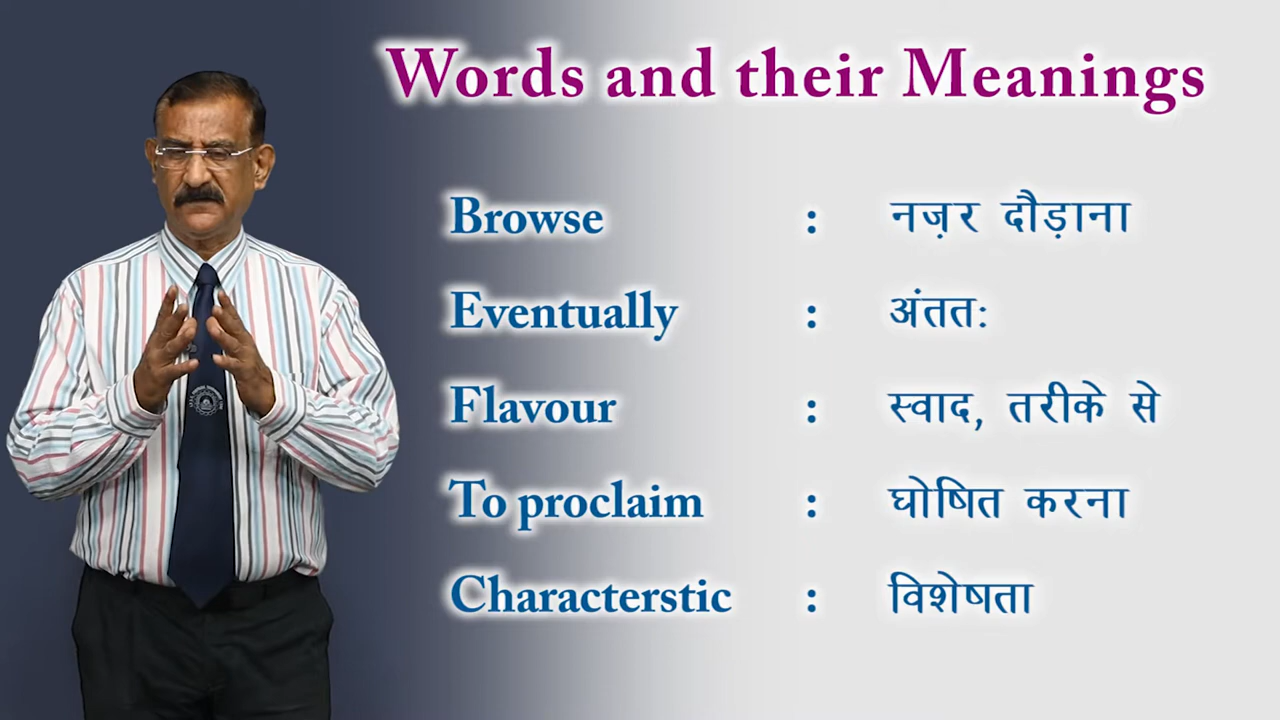 Words and their Meanings
Browse : नज़र दौड़ाना
Eventually : अंततः
Flavour : स्वाद, तरीके से
To proclaim : घोषित करना
Characterstic : विशेषता